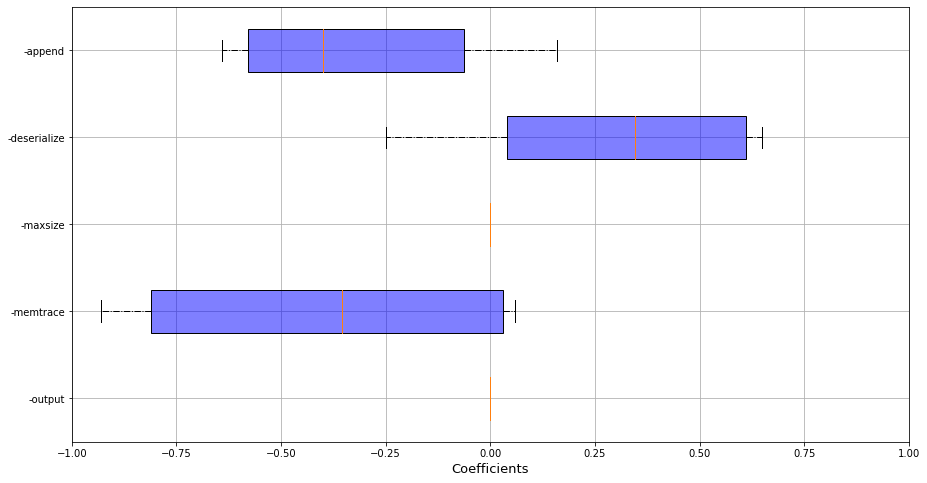 -append
-deserialize
-maxsize
-memtrace
-output
−1.00 −0.75 −0.50 −0.25 0.00 0.25 0.50 0.75 1.00
Coefficients